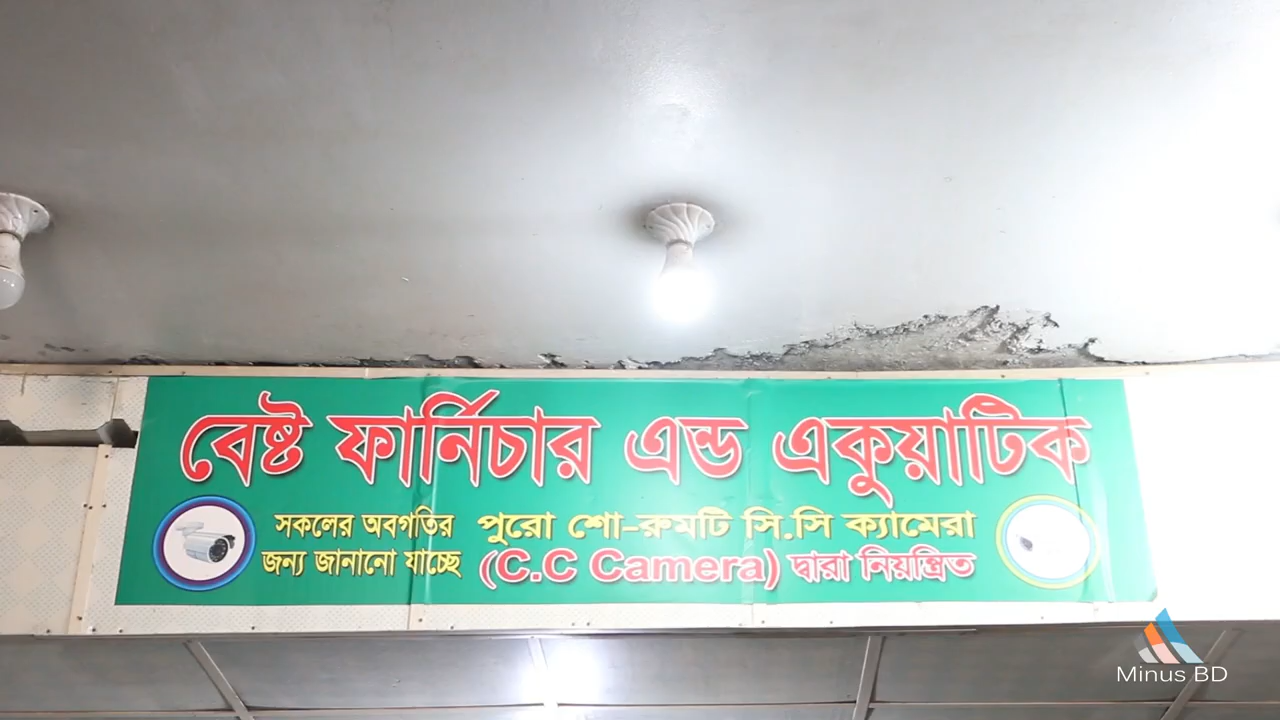 বেষ্ট ফার্নিচার এন্ড একুয়াটিক
সকলের অবগতির
জন্য জানানো যাচ্ছে
পুরো শো-রুমটি সি.সি ক্যামেরা
(C.C Camera) দ্বারা নিয়ন্ত্রিত
Minus BD